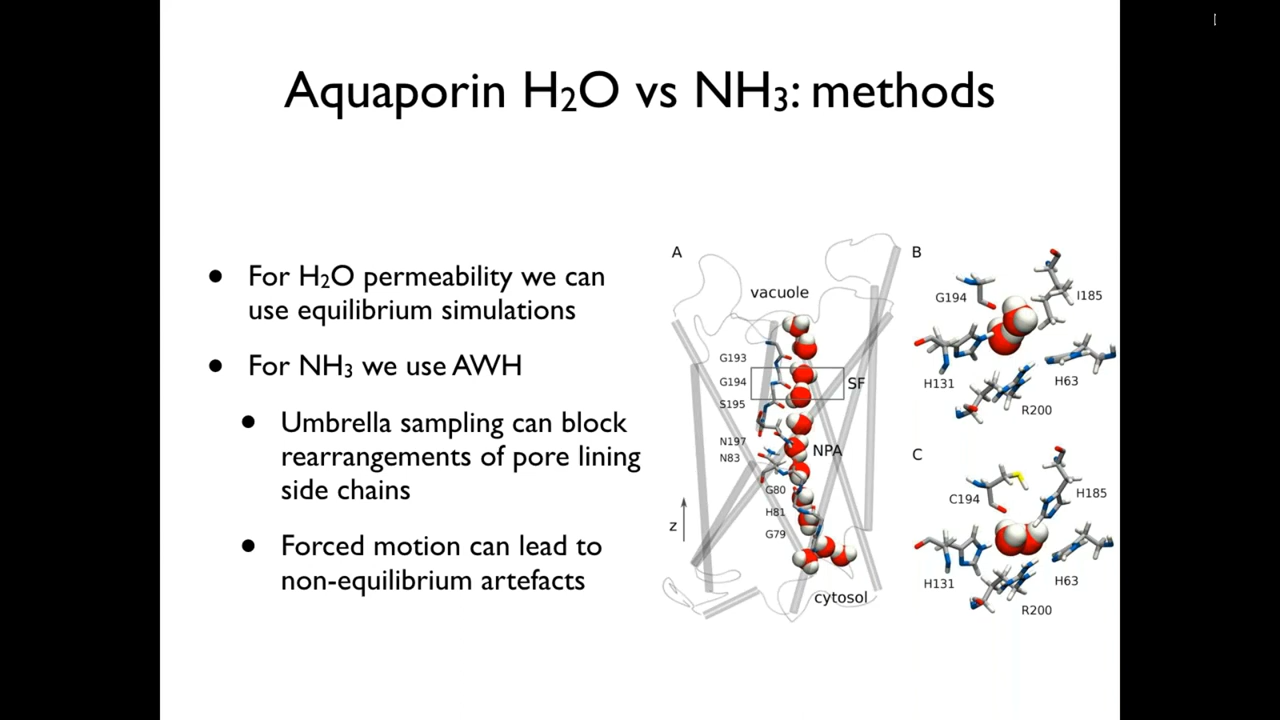 Aquaporin H2O vs NH3: methods
● For H2O permeability we can
use equilibrium simulations
● For NH3 we use AWH
● Umbrella sampling can block
rearrangements of pore lining
side chains
● Forced motion can lead to
non-equilibrium artefacts
A
vacuole
G193
G194
SF
S195
N197
NPA
N83
G80
H81
z
G79
cytosol
B
G194
I185
H131
H63
R200
C
C194
H185
H131
H63
R200